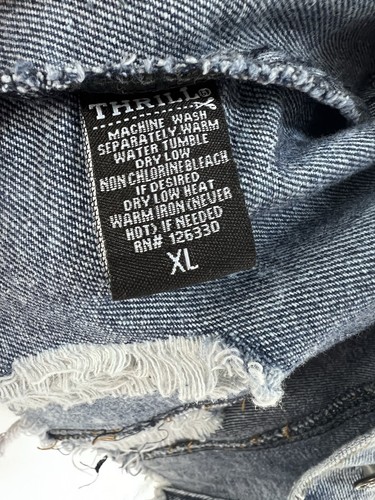 THRILL®
MACHINE WASH
SEPARATELY WARM
WATER TUMBLE
DRY LOW
NON CHLORINE BLEACH
IF DESIRED
DRY LOW HEAT
WARM IRON (NEVER
HOT) IF NEEDED
RN# 126330
XL